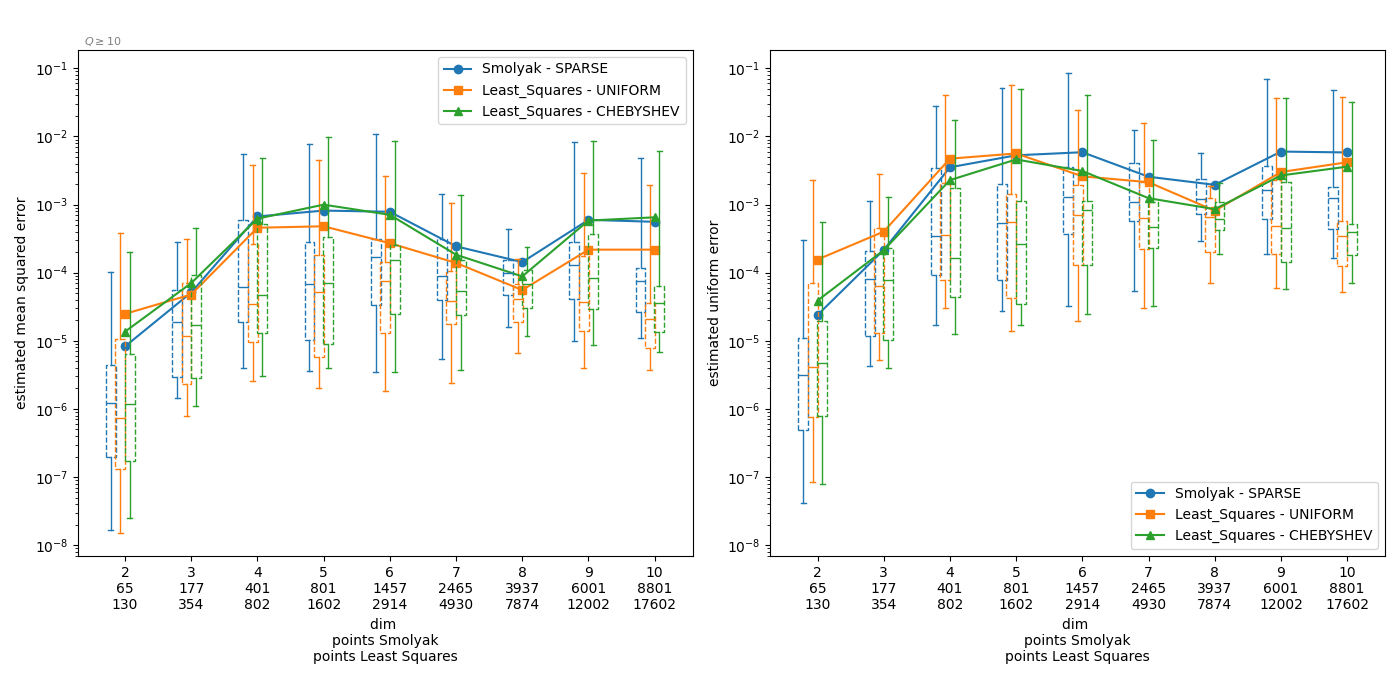 Q ≥ 10
estimated mean squared error
10⁻¹
10⁻²
10⁻³
10⁻⁴
10⁻⁵
10⁻⁶
10⁻⁷
10⁻⁸
Smolyak - SPARSE
Least_Squares - UNIFORM
Least_Squares - CHEBYSHEV
2 3 4 5 6 7 8 9 10
65 177 401 801 1457 2465 3937 6001 8801
130 354 802 1602 2914 4930 7874 12002 17602
dim
points Smolyak
points Least Squares
estimated uniform error
10⁻¹
10⁻²
10⁻³
10⁻⁴
10⁻⁵
10⁻⁶
10⁻⁷
10⁻⁸
Smolyak - SPARSE
Least_Squares - UNIFORM
Least_Squares - CHEBYSHEV
2 3 4 5 6 7 8 9 10
65 177 401 801 1457 2465 3937 6001 8801
130 354 802 1602 2914 4930 7874 12002 17602
dim
points Smolyak
points Least Squares